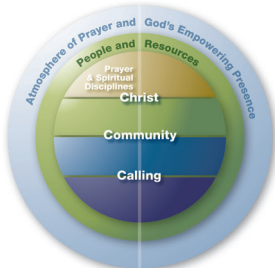 Atmosphere of Prayer and God's Empowering Presence
People and Resources
Prayer
& Spiritual
Disciplines
Christ
Community
Calling